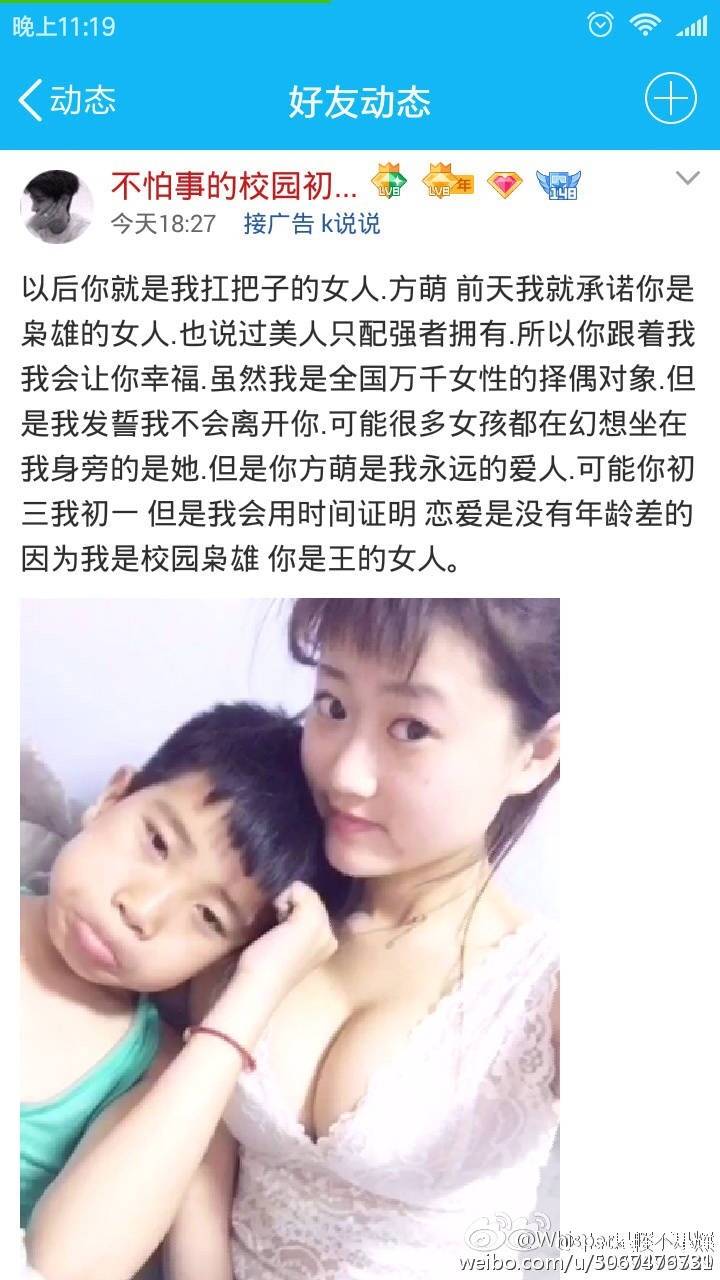 晚上11:19
动态
好友动态
不怕事的校园初...
LV8
LV8 年
148
今天18:27 接广告 k说说
以后你就是我扛把子的女人.方萌 前天我就承诺你是
枭雄的女人.也说过美人只配强者拥有.所以你跟着我
我会让你幸福.虽然我是全国万千女性的择偶对象.但
是我发誓我不会离开你.可能很多女孩都在幻想坐在
我身旁的是她.但是你方萌是我永远的爱人.可能你初
三我初一 但是我会用时间证明 恋爱是没有年龄差的
因为我是校园枭雄 你是王的女人。
weibo.com/u/